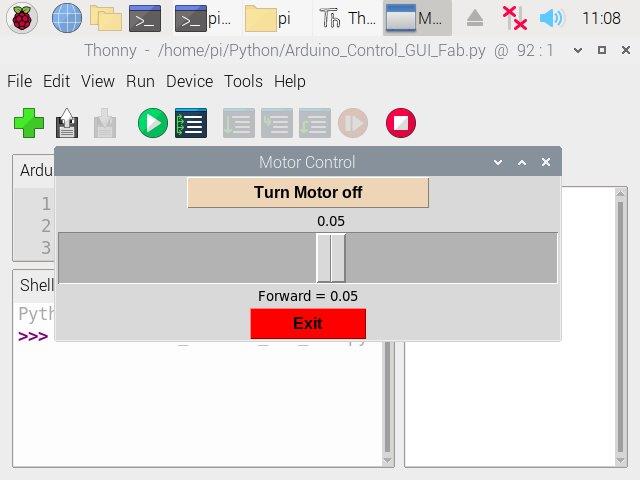 pi...
pi
Th...
M...
11:08
Thonny - /home/pi/Python/Arduino_Control_GUI_Fab.py @ 92 : 1
File Edit View Run Device Tools Help
Ardu
Motor Control
1
2
3
Turn Motor off
0.05
Shell
Forward = 0.05
Pyth
Exit
>>>